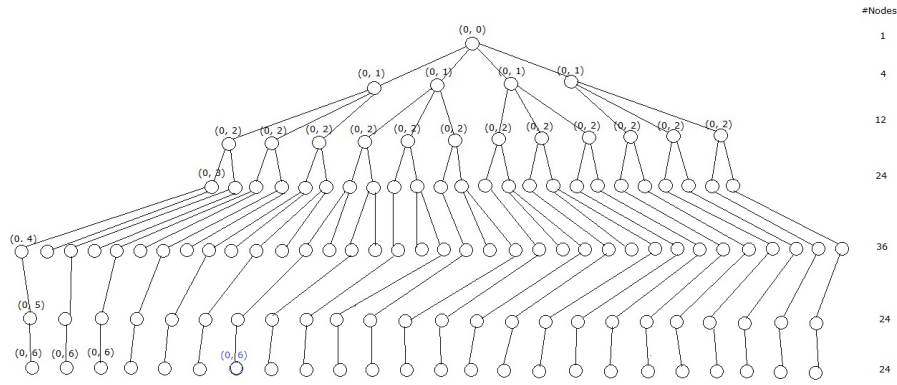 #Nodes
(0, 0)
1
(0, 1) (0, 1) (0, 1) (0, 1)
4
(0, 2) (0, 2) (0, 2) (0, 2) (0, 2) (0, 2) (0, 2) (0, 2) (0, 2) (0, 2) (0, 2) (0, 2)
12
(0, 3)
24
(0. 4)
36
(0, 5)
24
(0, 6) (0, 6) (0, 6) (0, 6)
24